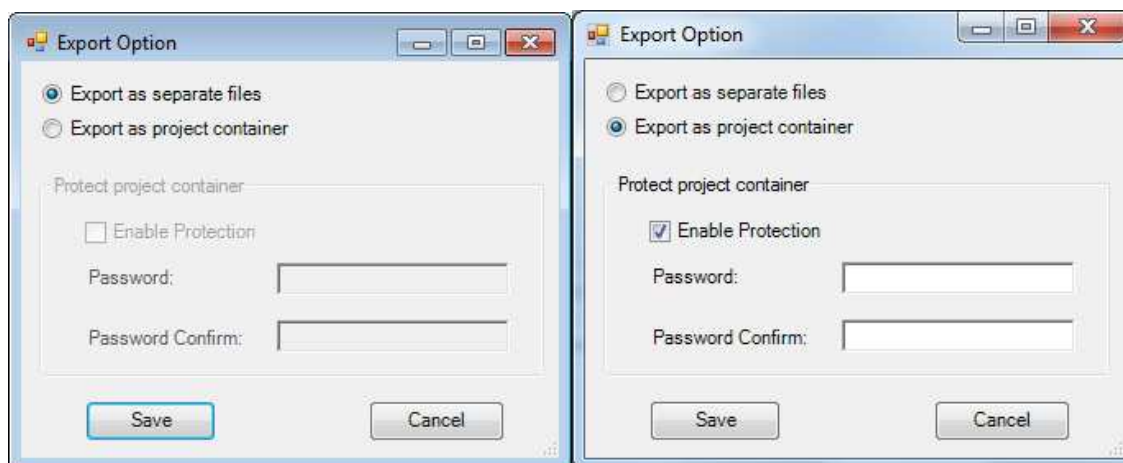 Export Option
Export as separate files
Export as project container
Protect project container
Enable Protection
Password:
Password Confirm:
Save Cancel
Export Option
Export as separate files
Export as project container
Protect project container
Enable Protection
Password:
Password Confirm:
Save Cancel